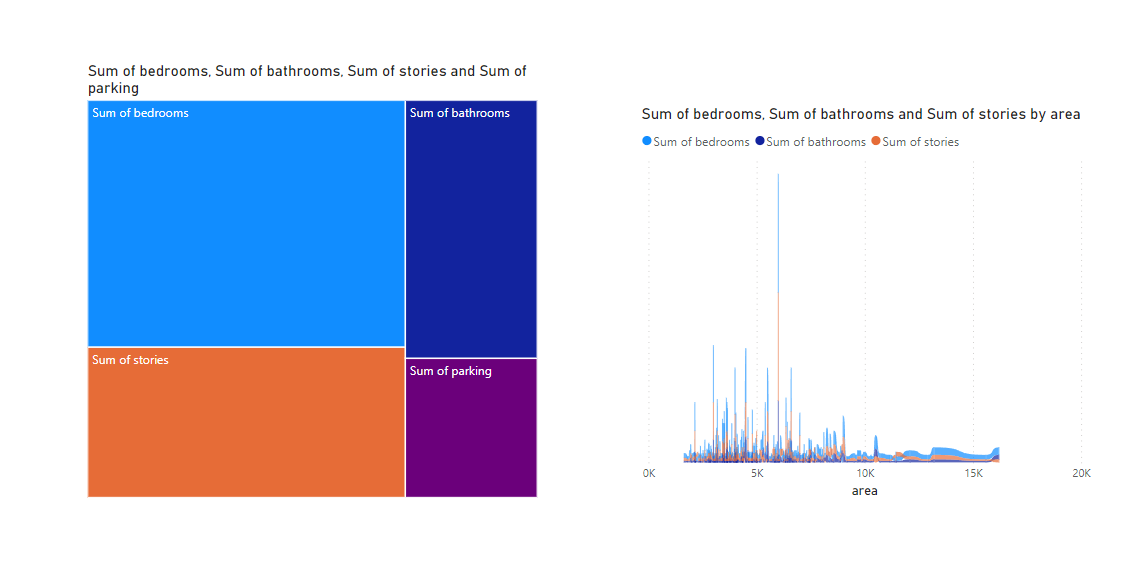 Sum of bedrooms, Sum of bathrooms, Sum of stories and Sum of
parking
Sum of bedrooms
Sum of bathrooms
Sum of stories
Sum of parking
Sum of bedrooms, Sum of bathrooms and Sum of stories by area
Sum of bedrooms Sum of bathrooms Sum of stories
0K 5K 10K 15K 20K
area